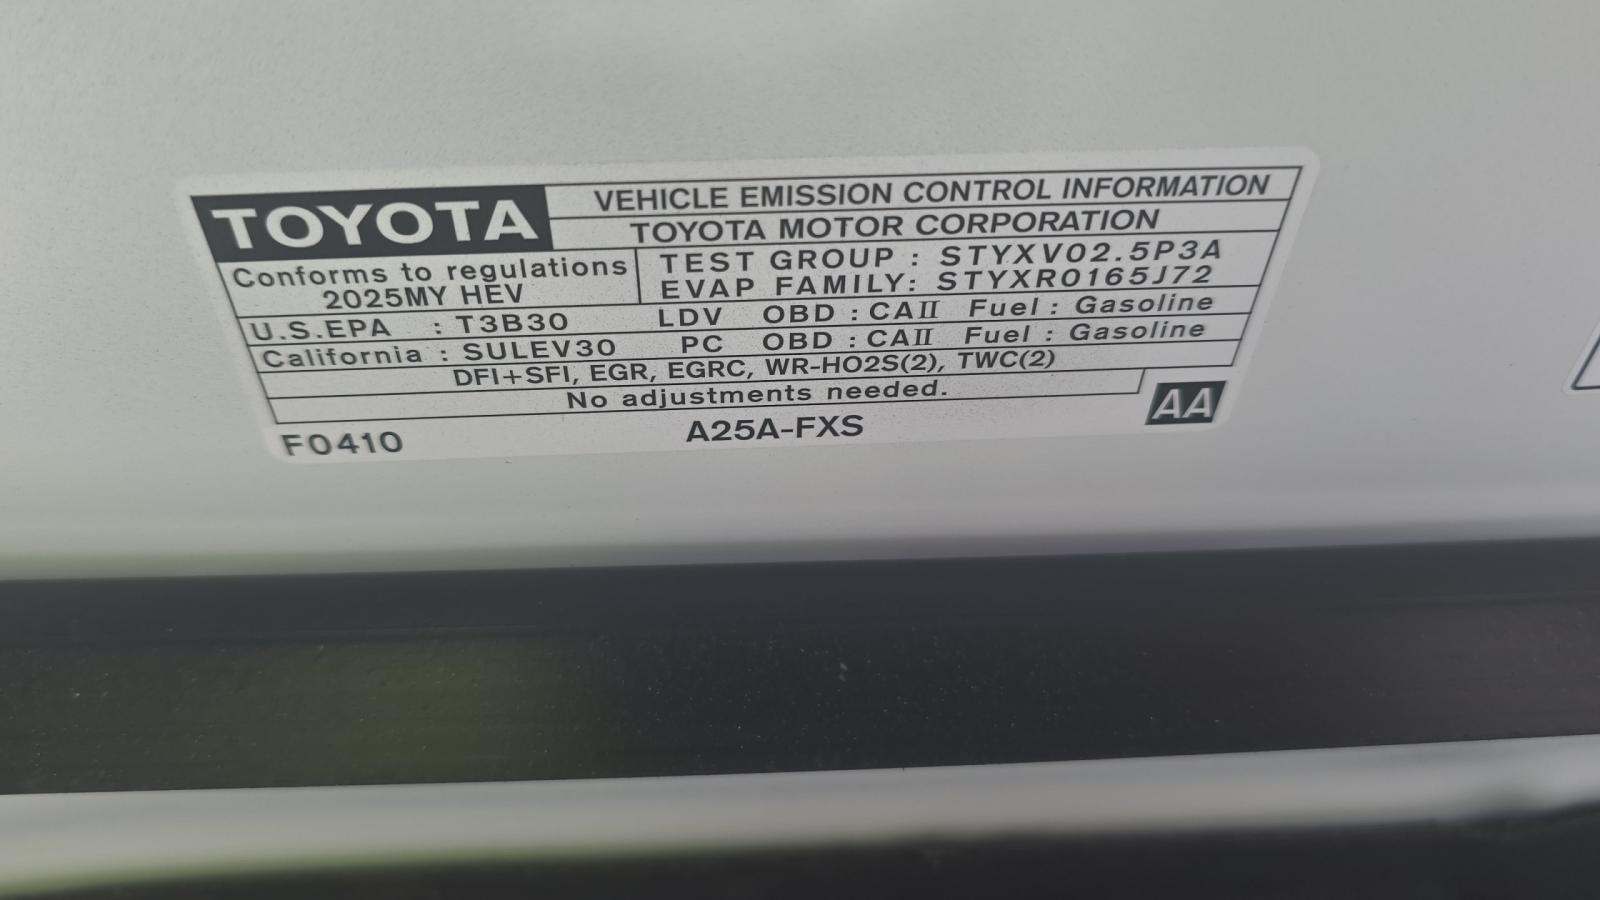 TOYOTA
VEHICLE EMISSION CONTROL INFORMATION
TOYOTA MOTOR CORPORATION
Conforms to regulations
2025MY HEV
TEST GROUP : STYXV02.5P3A
EVAP FAMILY: STYXR0165J72
U.S.EPA : T3B30 LDV OBD : CAII Fuel : Gasoline
California : SULEV30 PC OBD : CAII Fuel : Gasoline
DFI+SFI, EGR, EGRC, WR-HO2S(2), TWC(2)
No adjustments needed.
F0410 A25A-FXS AA